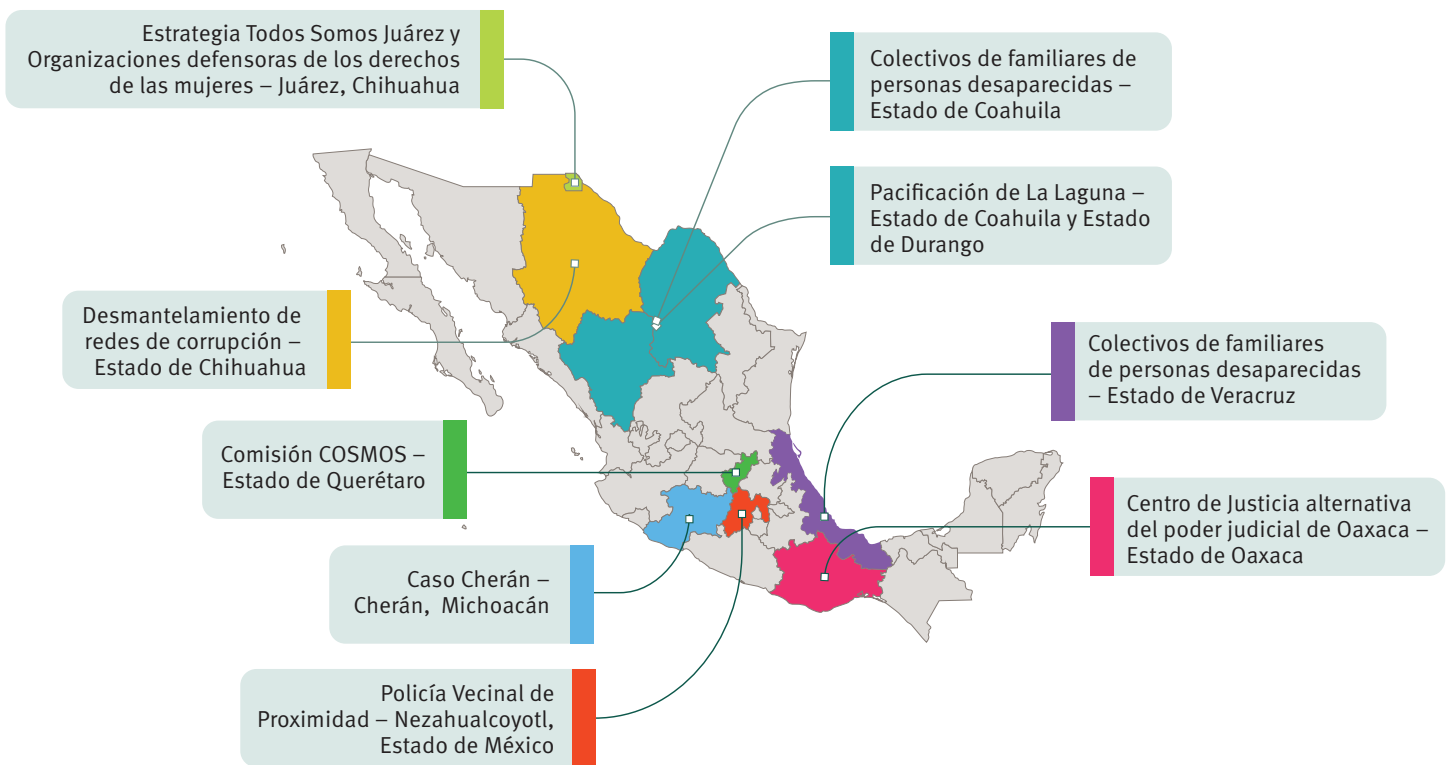 Estrategia Todos Somos Juárez y
Organizaciones defensoras de los derechos
de las mujeres – Juárez, Chihuahua
Colectivos de familiares de
personas desaparecidas –
Estado de Coahuila
Pacificación de La Laguna –
Estado de Coahuila y Estado
de Durango
Desmantelamiento de
redes de corrupción –
Estado de Chihuahua
Colectivos de familiares
de personas desaparecidas
– Estado de Veracruz
Comisión COSMOS –
Estado de Querétaro
Centro de Justicia alternativa
del poder judicial de Oaxaca –
Estado de Oaxaca
Caso Cherán –
Cherán, Michoacán
Policía Vecinal de
Proximidad – Nezahualcoyotl,
Estado de México